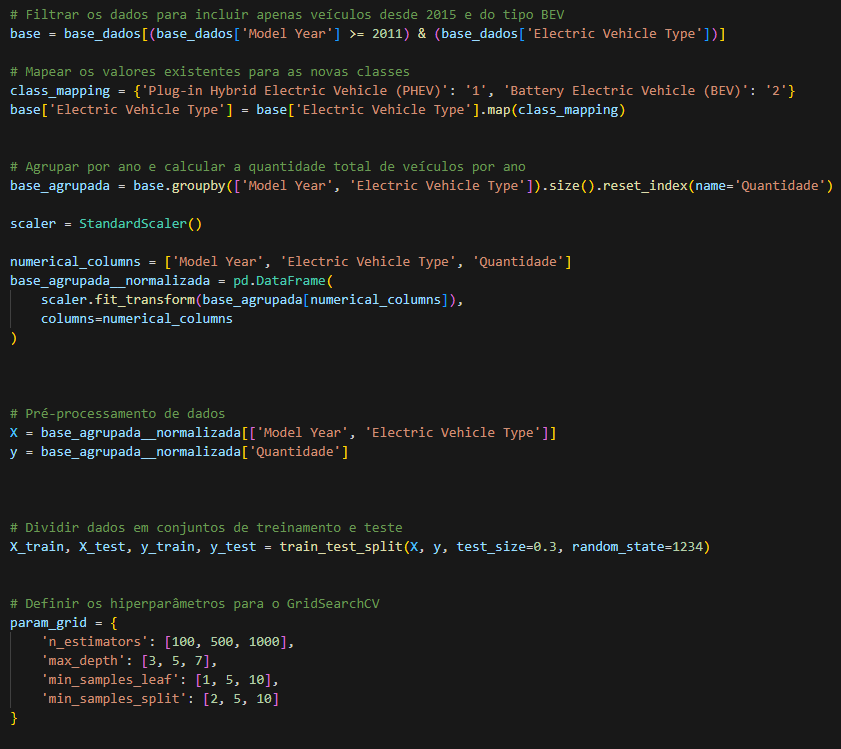 # Filtrar os dados para incluir apenas veículos desde 2015 e do tipo BEV
base = base_dados[(base_dados['Model Year'] >= 2011) & (base_dados['Electric Vehicle Type'])]
# Mapear os valores existentes para as novas classes
class_mapping = {'Plug-in Hybrid Electric Vehicle (PHEV)': '1', 'Battery Electric Vehicle (BEV)': '2'}
base['Electric Vehicle Type'] = base['Electric Vehicle Type'].map(class_mapping)
# Agrupar por ano e calcular a quantidade total de veículos por ano
base_agrupada = base.groupby(['Model Year', 'Electric Vehicle Type']).size().reset_index(name='Quantidade')
scaler = StandardScaler()
numerical_columns = ['Model Year', 'Electric Vehicle Type', 'Quantidade']
base_agrupada__normalizada = pd.DataFrame(
    scaler.fit_transform(base_agrupada[numerical_columns]),
    columns=numerical_columns
)
# Pré-processamento de dados
X = base_agrupada__normalizada[['Model Year', 'Electric Vehicle Type']]
y = base_agrupada__normalizada['Quantidade']
# Dividir dados em conjuntos de treinamento e teste
X_train, X_test, y_train, y_test = train_test_split(X, y, test_size=0.3, random_state=1234)
# Definir os hiperparâmetros para o GridSearchCV
param_grid = {
    'n_estimators': [100, 500, 1000],
    'max_depth': [3, 5, 7],
    'min_samples_leaf': [1, 5, 10],
    'min_samples_split': [2, 5, 10]
}